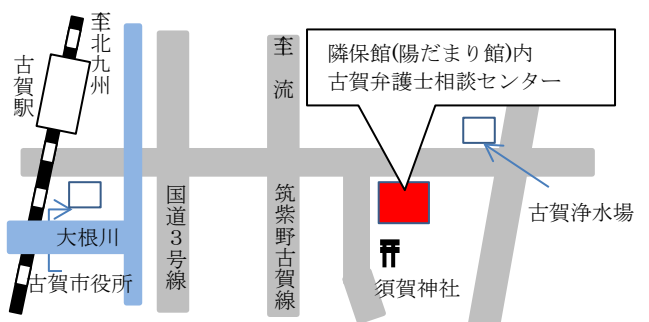 至北九州
古賀駅
至
流
隣保館(陽だまり館)内
古賀弁護士相談センター
国道３号線
筑紫野古賀線
古賀浄水場
大根川
古賀市役所
須賀神社